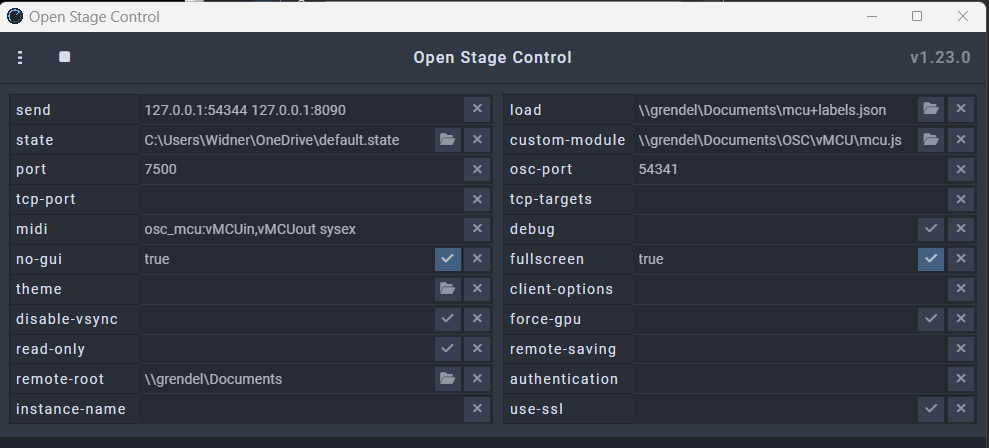 Open Stage Control
Open Stage Control
v1.23.0
send 127.0.0.1:54344 127.0.0.1:8090
load \\grendel\Documents\mcu+labels.json
state C:\Users\Widner\OneDrive\default.state
custom-module \\grendel\Documents\OSC\vMCU\mcu.js
port 7500
osc-port 54341
tcp-port
tcp-targets
midi osc_mcu:vMCUin,vMCUout sysex
debug
no-gui true
fullscreen true
theme
client-options
disable-vsync
force-gpu
read-only
remote-saving
remote-root \\grendel\Documents
authentication
instance-name
use-ssl